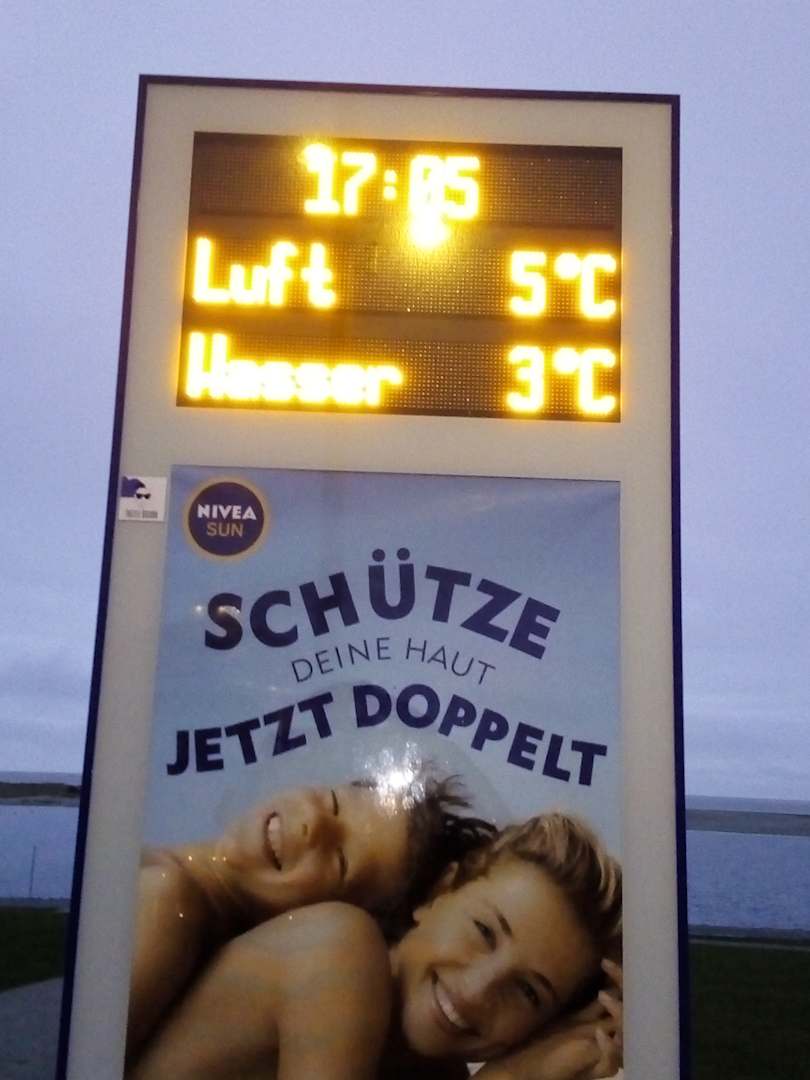 17:05
Luft 5°C
Wasser 3°C
NIVEA
SUN
SCHÜTZE
DEINE HAUT
JETZT DOPPELT